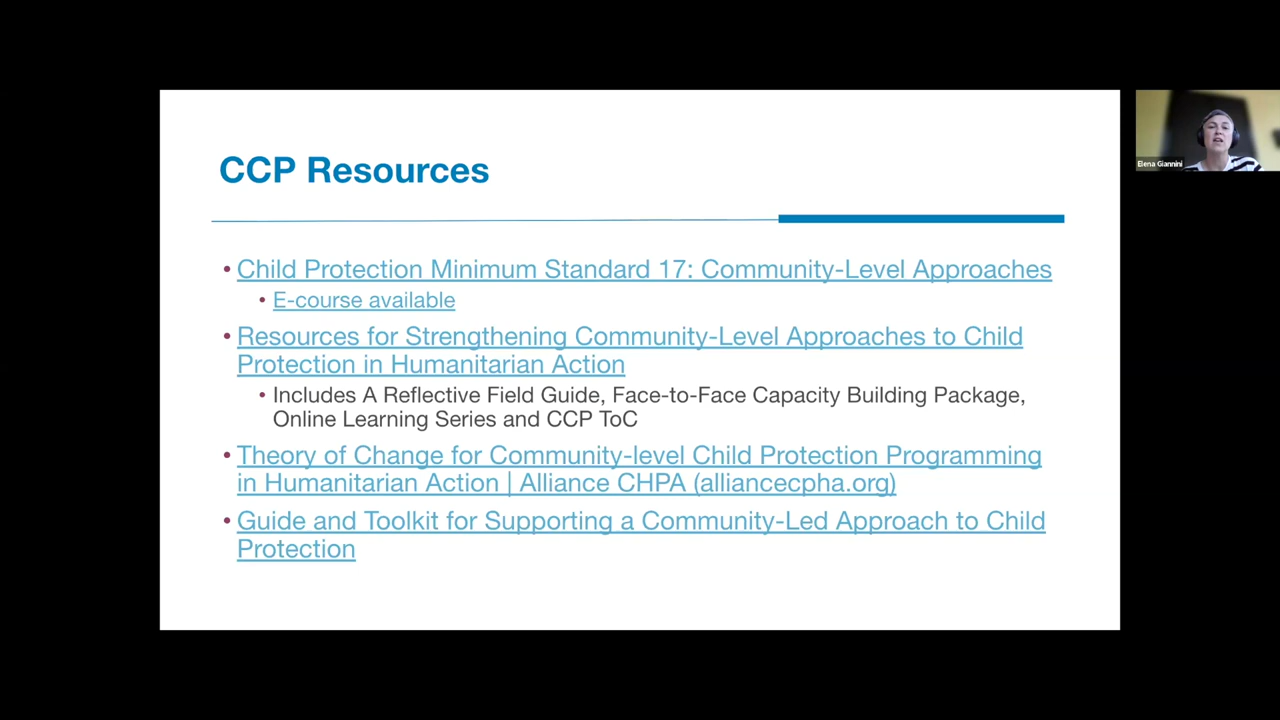 CCP Resources
Elena Giannini
• Child Protection Minimum Standard 17: Community-Level Approaches
• E-course available
• Resources for Strengthening Community-Level Approaches to Child
Protection in Humanitarian Action
• Includes A Reflective Field Guide, Face-to-Face Capacity Building Package,
Online Learning Series and CCP ToC
• Theory of Change for Community-level Child Protection Programming
in Humanitarian Action | Alliance CHPA (alliancecpha.org)
• Guide and Toolkit for Supporting a Community-Led Approach to Child
Protection